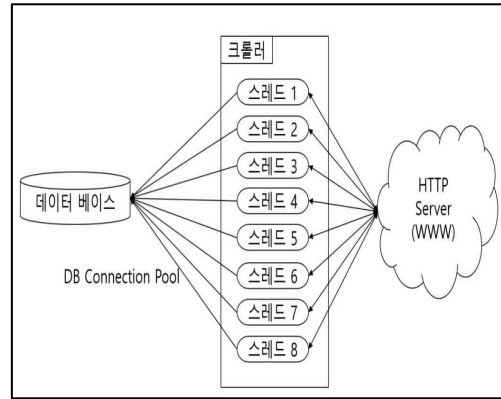 크롤러
스레드 1
스레드 2
스레드 3
스레드 4
스레드 5
스레드 6
스레드 7
스레드 8
데이터 베이스
DB Connection Pool
HTTP
Server
(WWW)